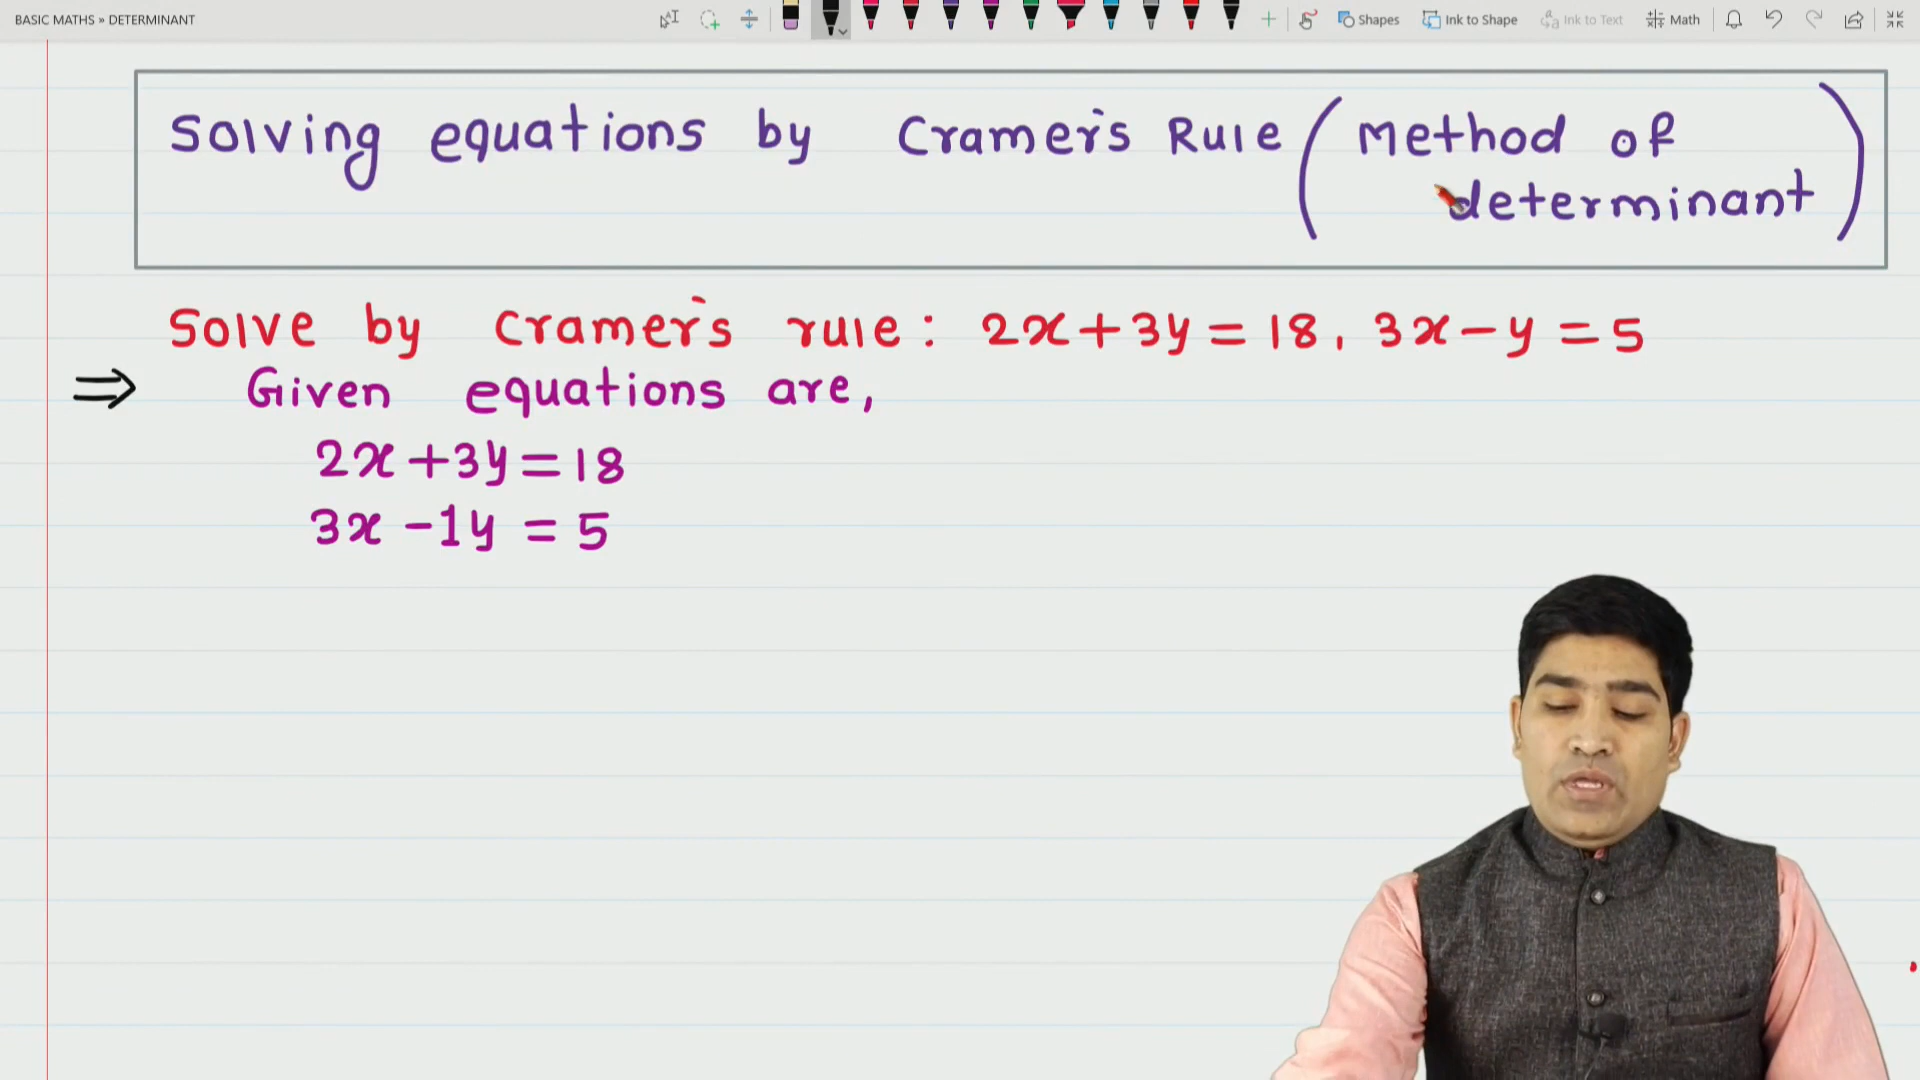 BASIC MATHS » DETERMINANT
Shapes
Ink to Shape
Ink to Text
Math
Solving equations by Cramer's Rule (Method of
determinant)
Solve by Cramer's rule: 2x+3y=18, 3x-y=5
⇒ Given equations are,
2x+3y=18
3x-1y=5